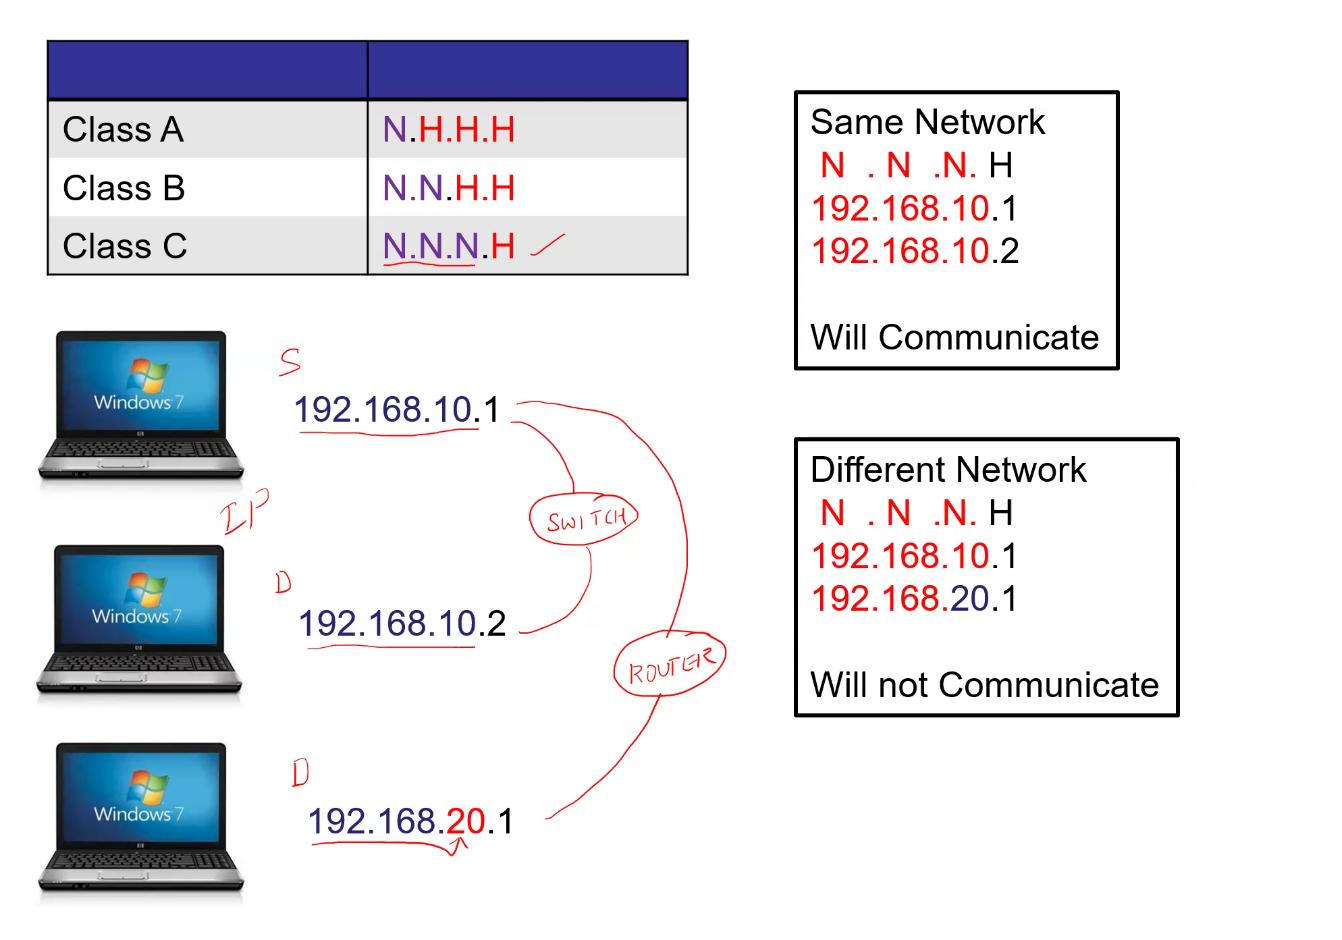 Class A N.H.H.H
Class B N.N.H.H
Class C N.N.N.H
Same Network
N . N .N. H
192.168.10.1
192.168.10.2
Will Communicate
Windows 7
S
192.168.10.1
SWITCH
IP
Windows 7
D
192.168.10.2
ROUTER
Windows 7
D
192.168.20.1
Different Network
N . N .N. H
192.168.10.1
192.168.20.1
Will not Communicate